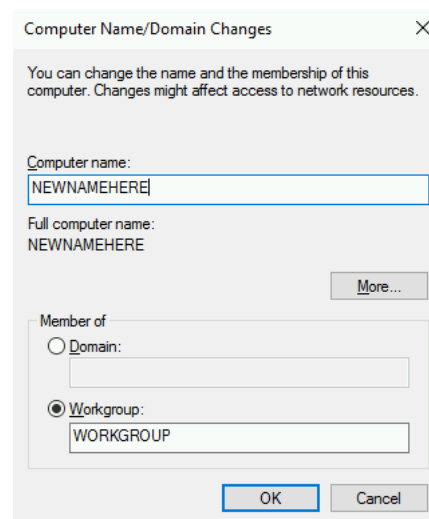 Computer Name/Domain Changes
You can change the name and the membership of this
computer. Changes might affect access to network resources.
Computer name:
NEWNAMEHERE
Full computer name:
NEWNAMEHERE
More...
Member of
Domain:
Workgroup:
WORKGROUP
OK Cancel